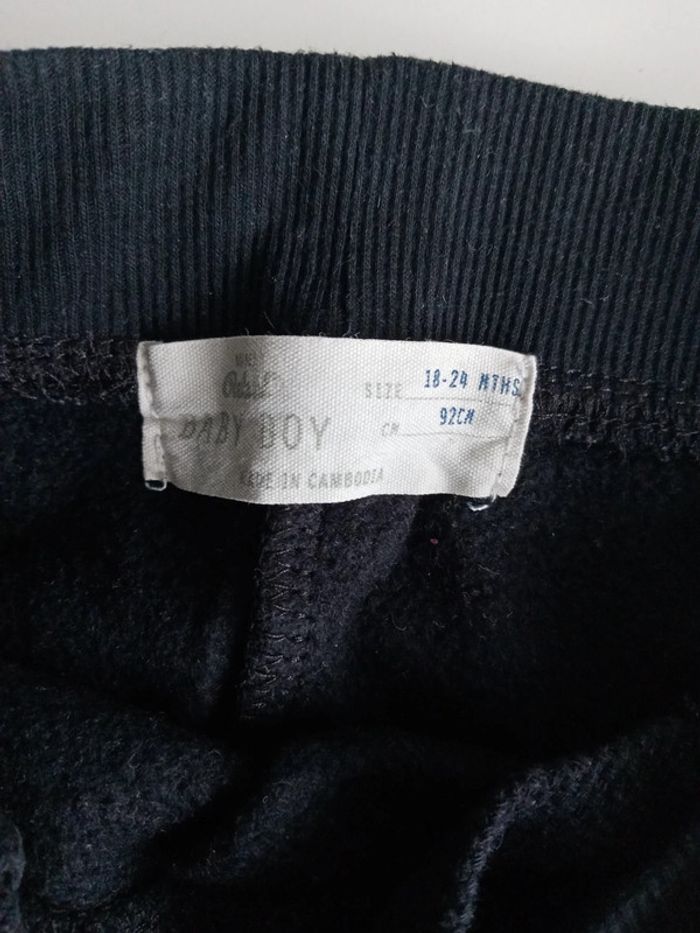 SIZE 18-24 MTHS
BABY BOY CM 92CM
MADE IN CAMBODIA